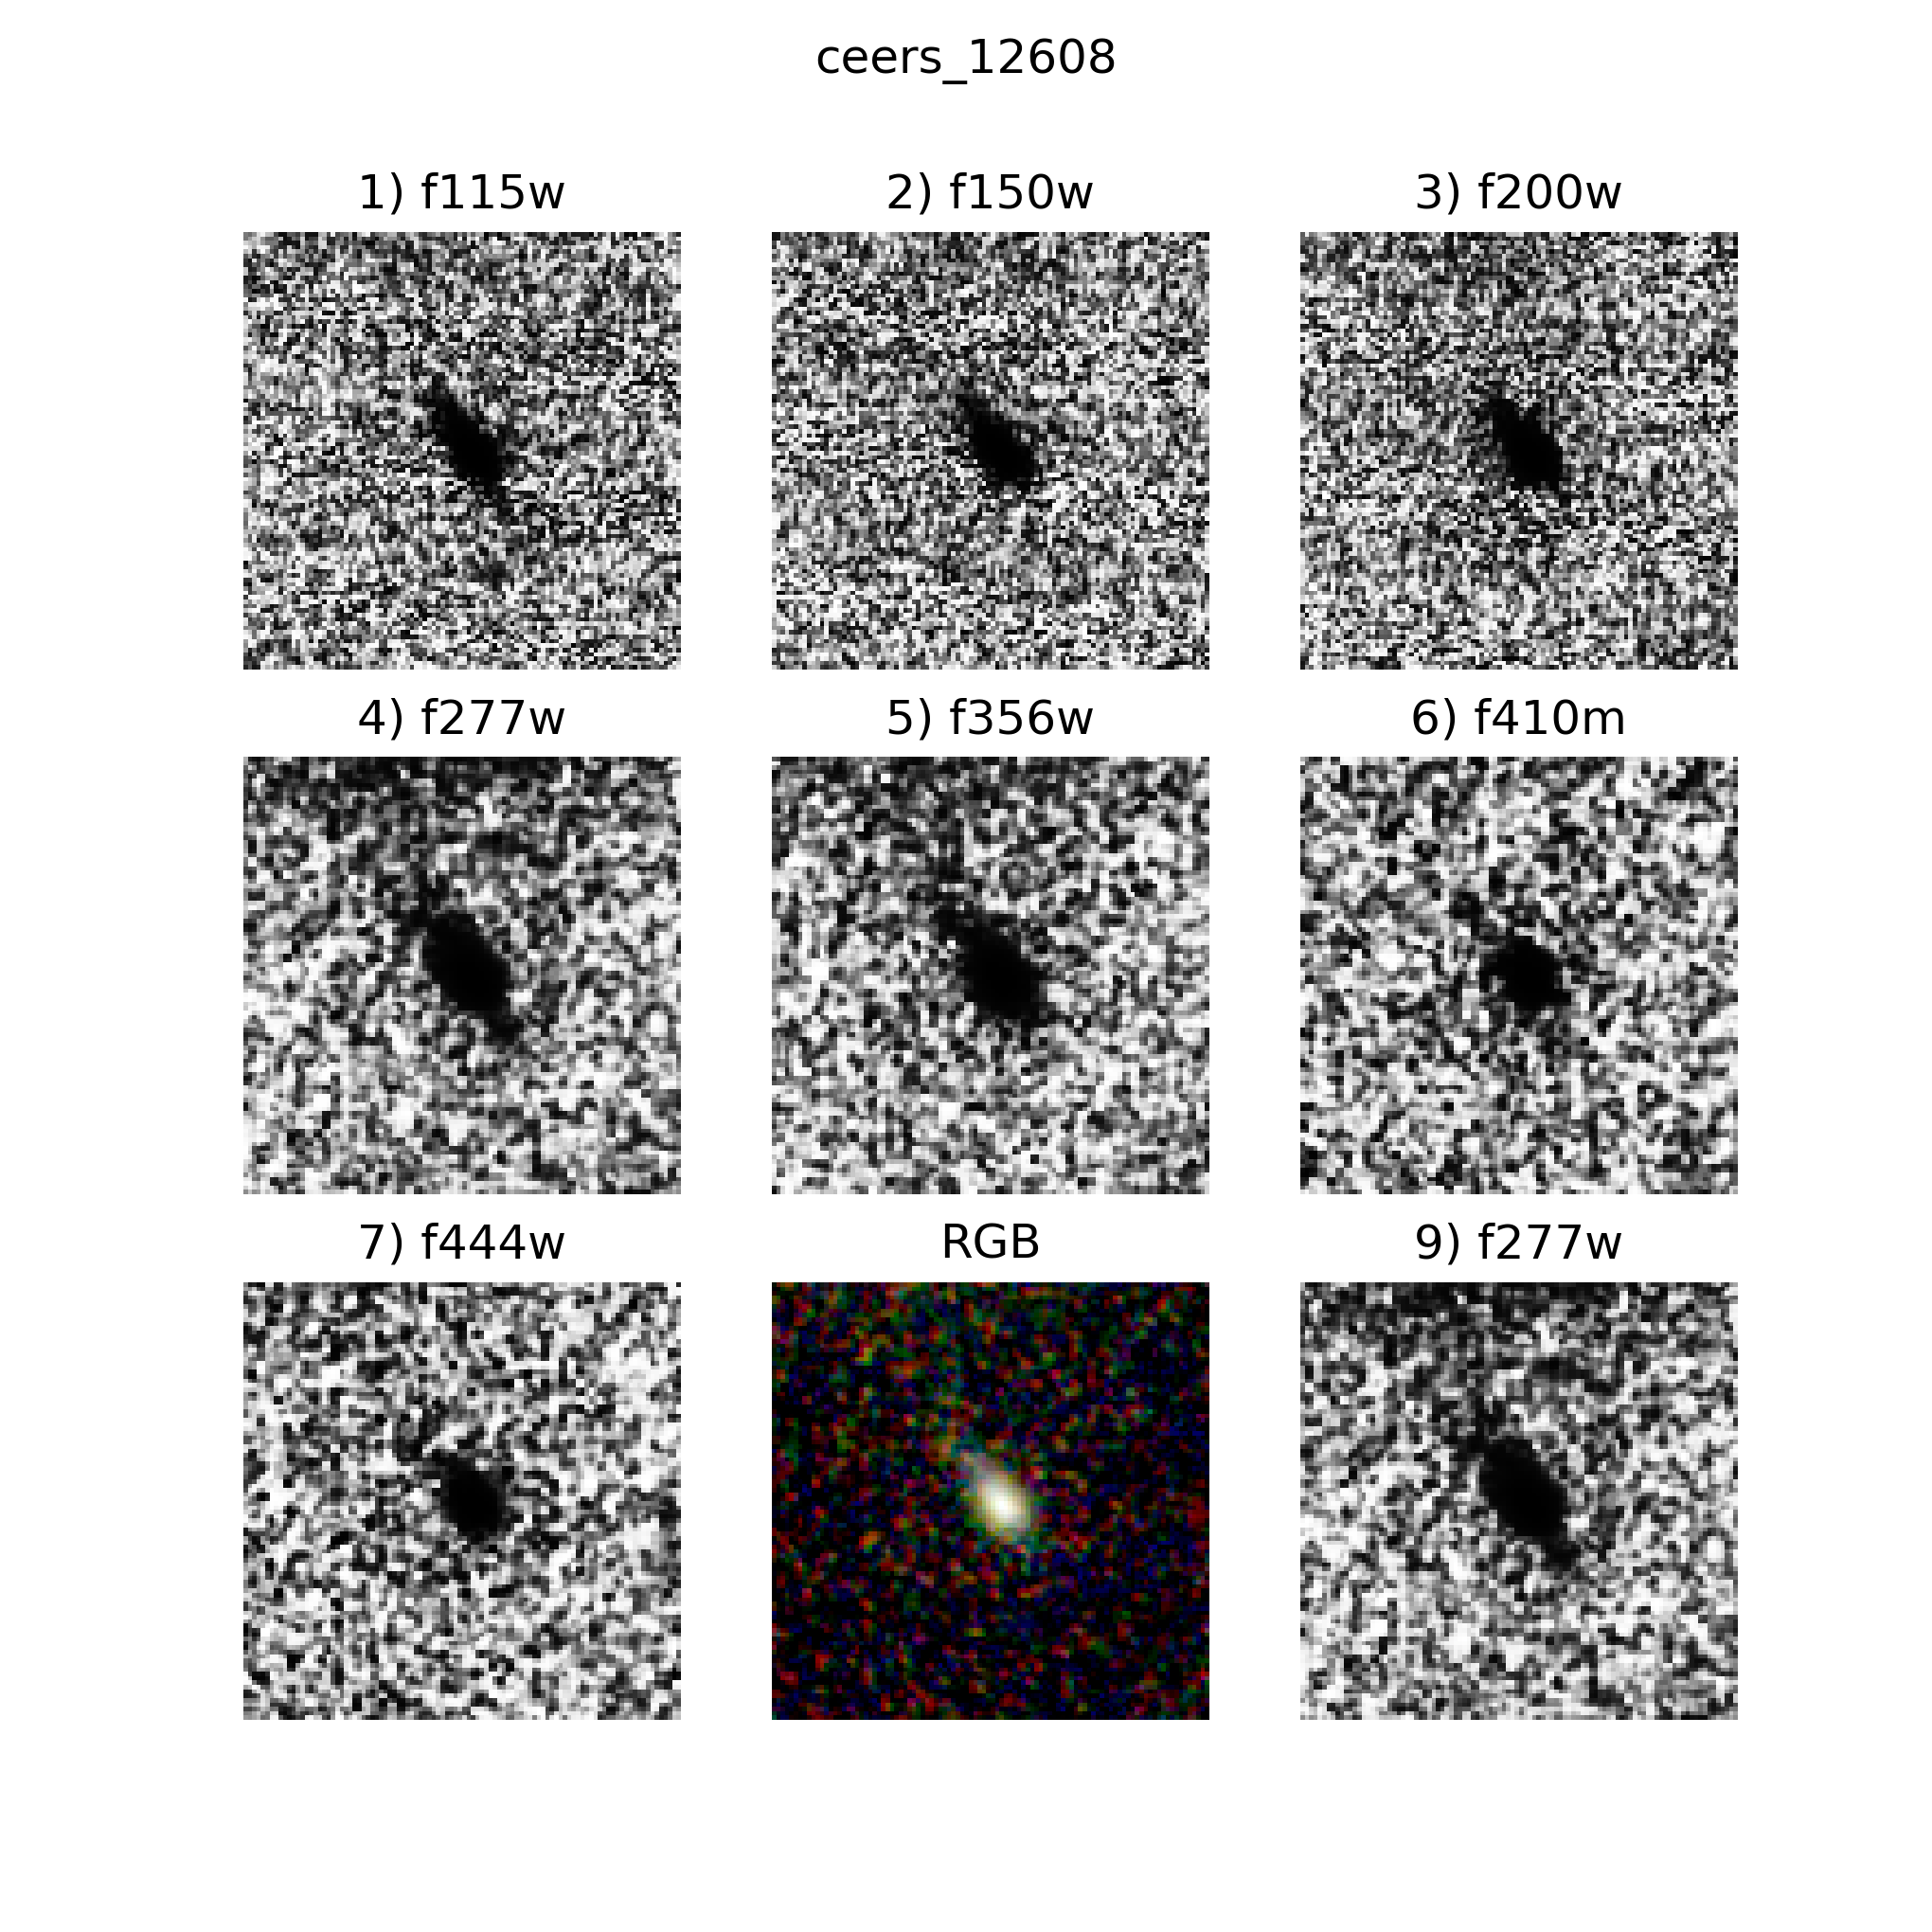 ceers_12608
1) f115w
2) f150w
3) f200w
4) f277w
5) f356w
6) f410m
7) f444w
RGB
9) f277w